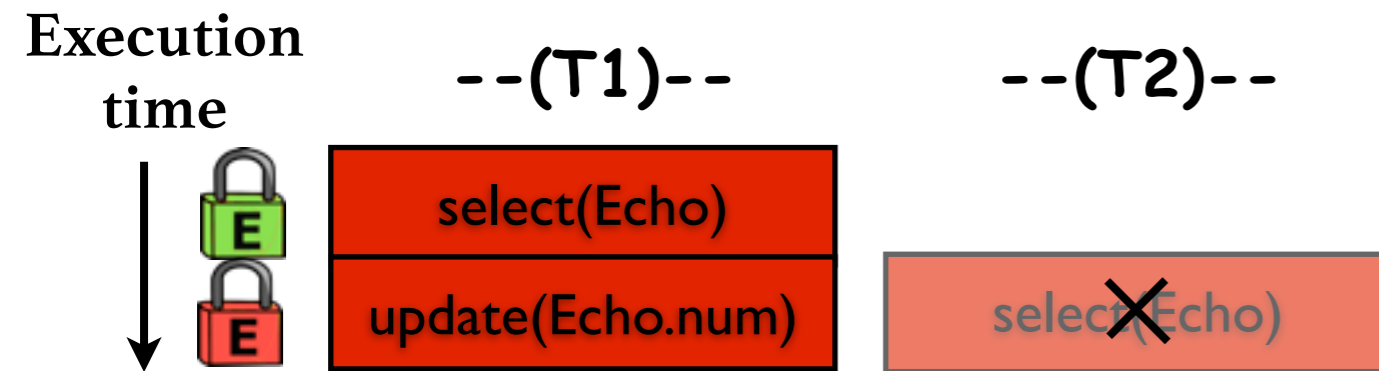 Execution
time
--(T1)--
--(T2)--
E
select(Echo)
E
update(Echo.num)
select(Echo)